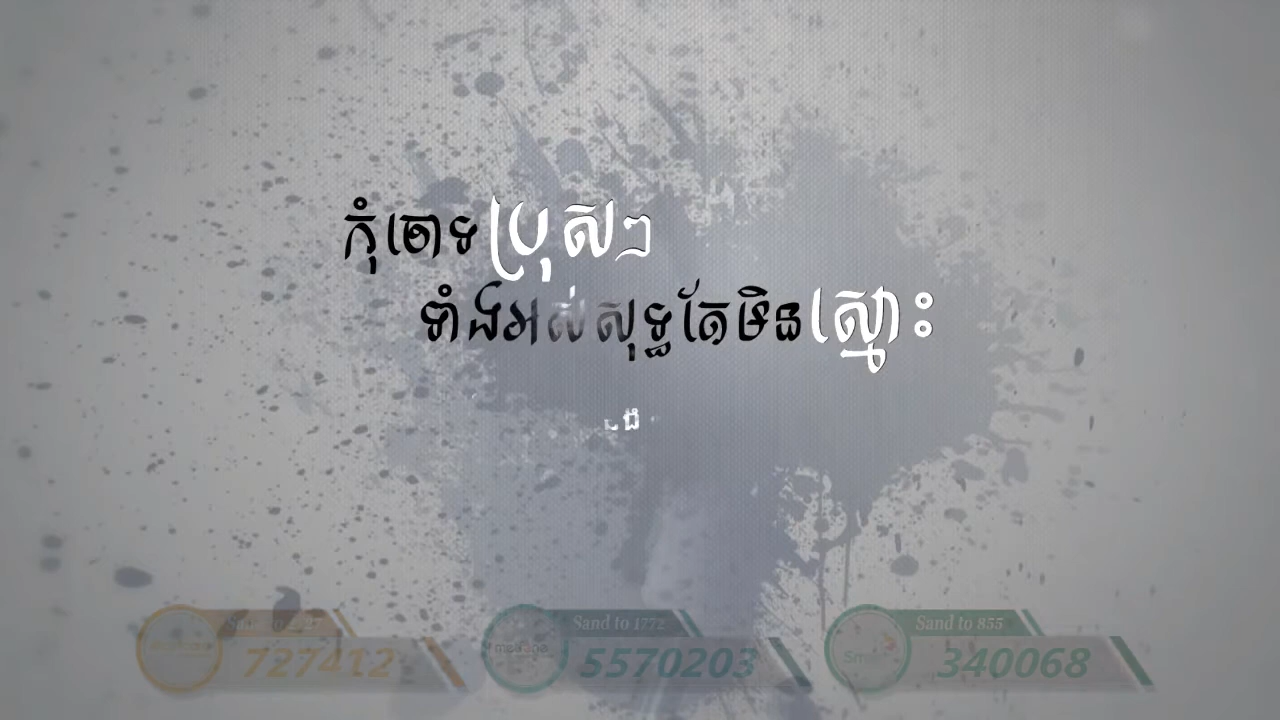 កុំចោទប្រុសៗ
ទាំងអស់សុទ្ធតែមិនស្មោះ
Sand to 1772
Sand to 855
727412
5570203
340068